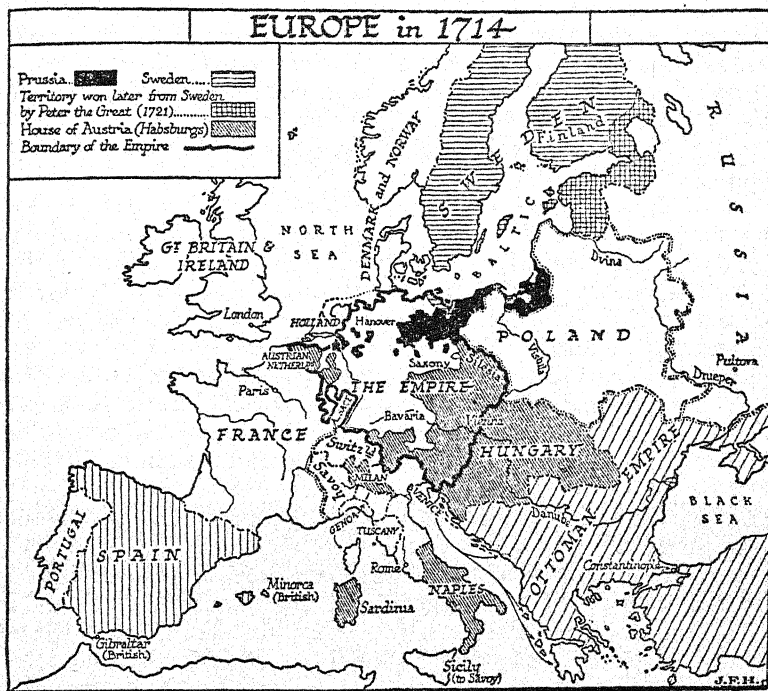 EUROPE in 1714
Prussia... Sweden.....
Territory won later from Sweden
by Peter the Great (1721)..........
House of Austria (Habsburgs)
Boundary of the Empire
SWEDEN
Finland
RUSSIA
DENMARK and NORWAY
NORTH
SEA
BALTIC
GT. BRITAIN &
IRELAND
London
HOLLAND
Hanover
Dvina
POLAND
Vistula
Pultova
Drueper
AUSTRIAN
NETHERLDS
Saxony
Silesia
THE EMPIRE
Paris
Bavaria
Vienna
FRANCE
Switzd
HUNGARY
Savoy
MILAN
VENICE
GENOA
TUSCANY
Danube
OTTOMAN EMPIRE
BLACK
SEA
PORTUGAL
SPAIN
Rome
NAPLES
Constantinople
Minorca
(British)
Sardinia
Gibraltar
(British)
Sicily
(to Savoy)
J.F.H.